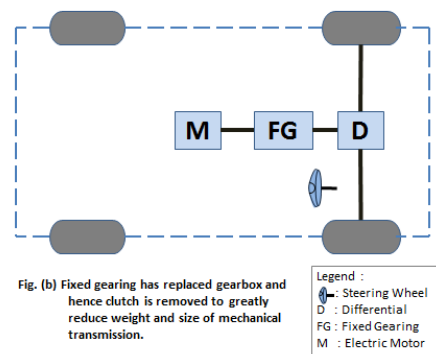 M FG D
Fig. (b) Fixed gearing has replaced gearbox and
hence clutch is removed to greatly
reduce weight and size of mechanical
transmission.
Legend :
: Steering Wheel
D : Differential
FG : Fixed Gearing
M : Electric Motor